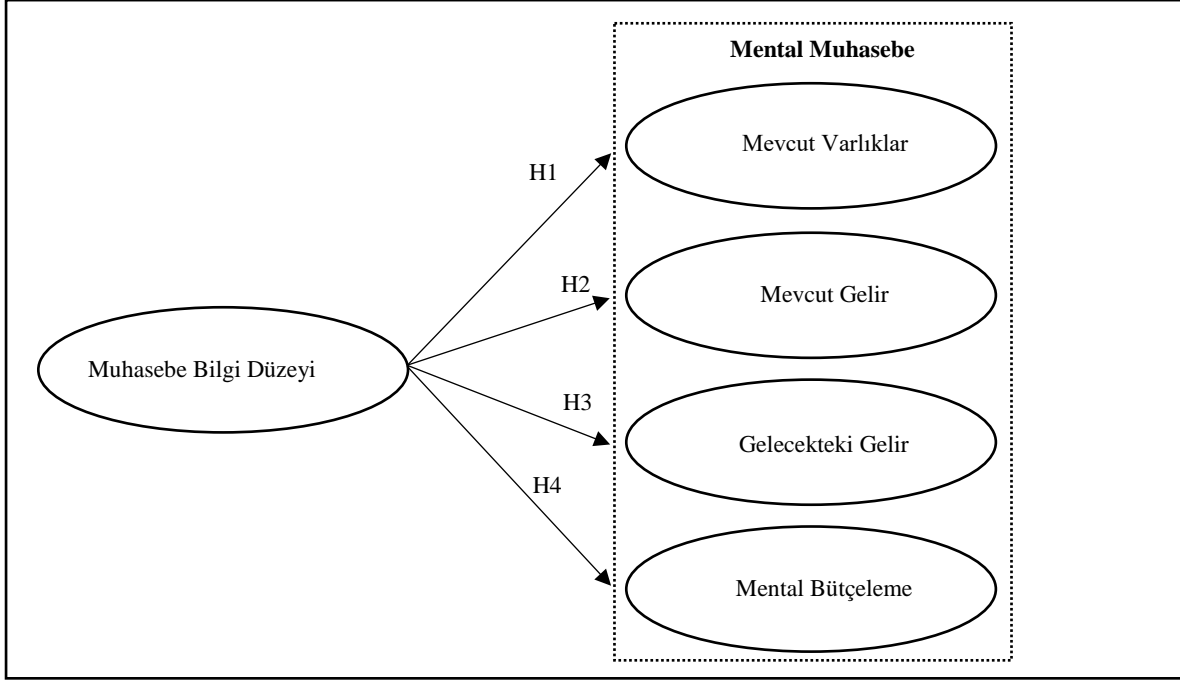 Mental Muhasebe
Mevcut Varlıklar
H1
H2
Mevcut Gelir
Muhasebe Bilgi Düzeyi
H3
Gelecekteki Gelir
H4
Mental Bütçeleme